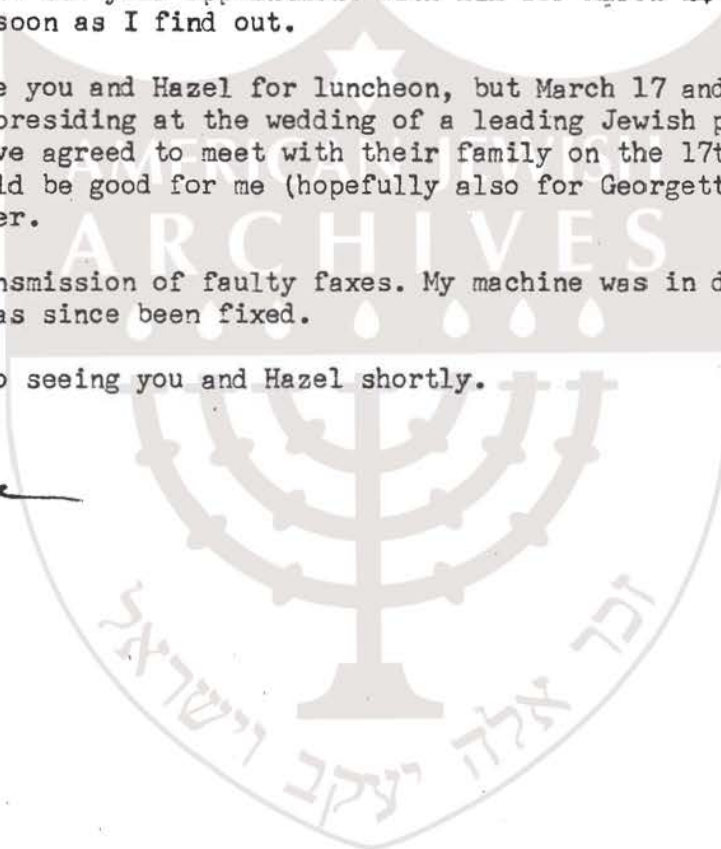 soon as I find out.
e you and Hazel for luncheon, but March 17 and
presiding at the wedding of a leading Jewish p
ve agreed to meet with their family on the 17t
ld be good for me (hopefully also for Georgett
er.
nsmission of faulty faxes. My machine was in d
as since been fixed.
o seeing you and Hazel shortly.
AMERICAN JEWISH
ARCHIVES
זכר אלה יעקב וישראל